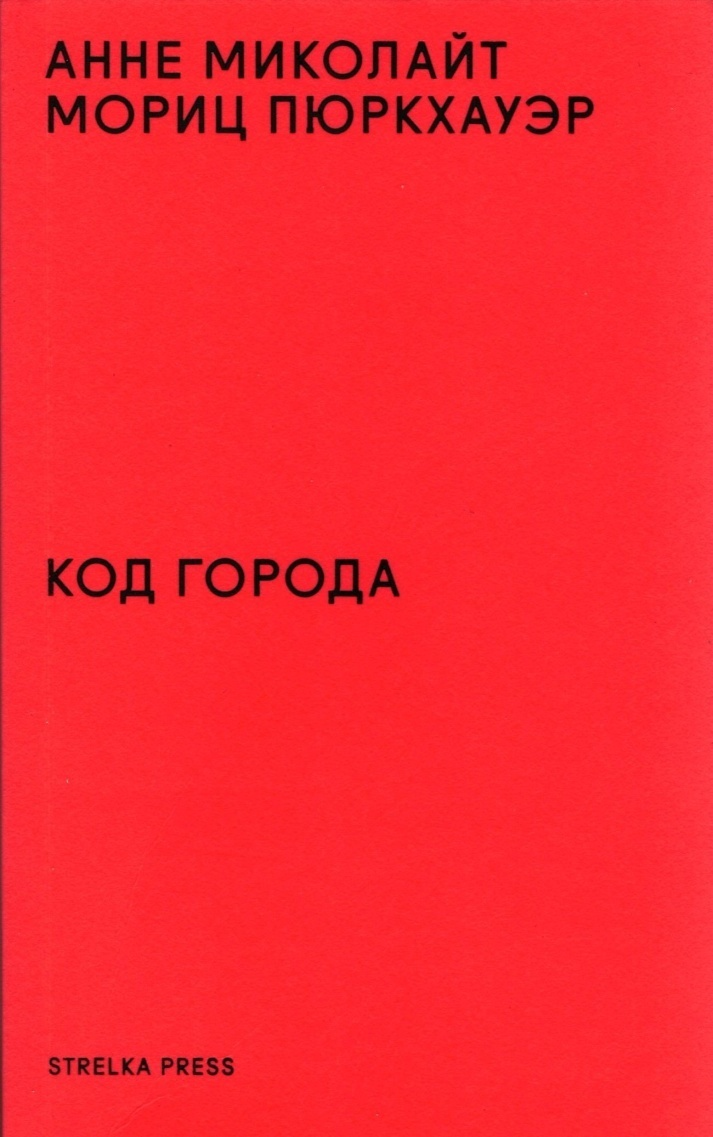 АННЕ МИКОЛАЙТ
МОРИЦ ПЮРКХАУЭР
КОД ГОРОДА
STRELKA PRESS